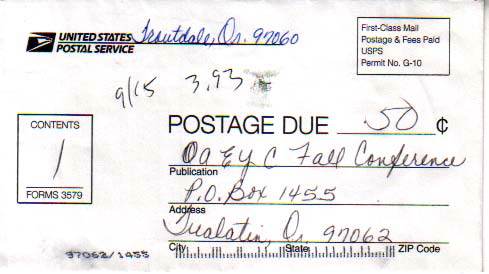 UNITED STATES
POSTAL SERVICE
Troutdale, Or. 97060
First-Class Mail
Postage & Fees Paid
USPS
Permit No. G-10
9/15 3.93
CONTENTS
1
FORMS 3579
POSTAGE DUE 50 ¢
OAEYC Fall Conference
Publication
P.O. Box 1455
Address
Tualatin, Or. 97062
City State ZIP Code
97062/1455